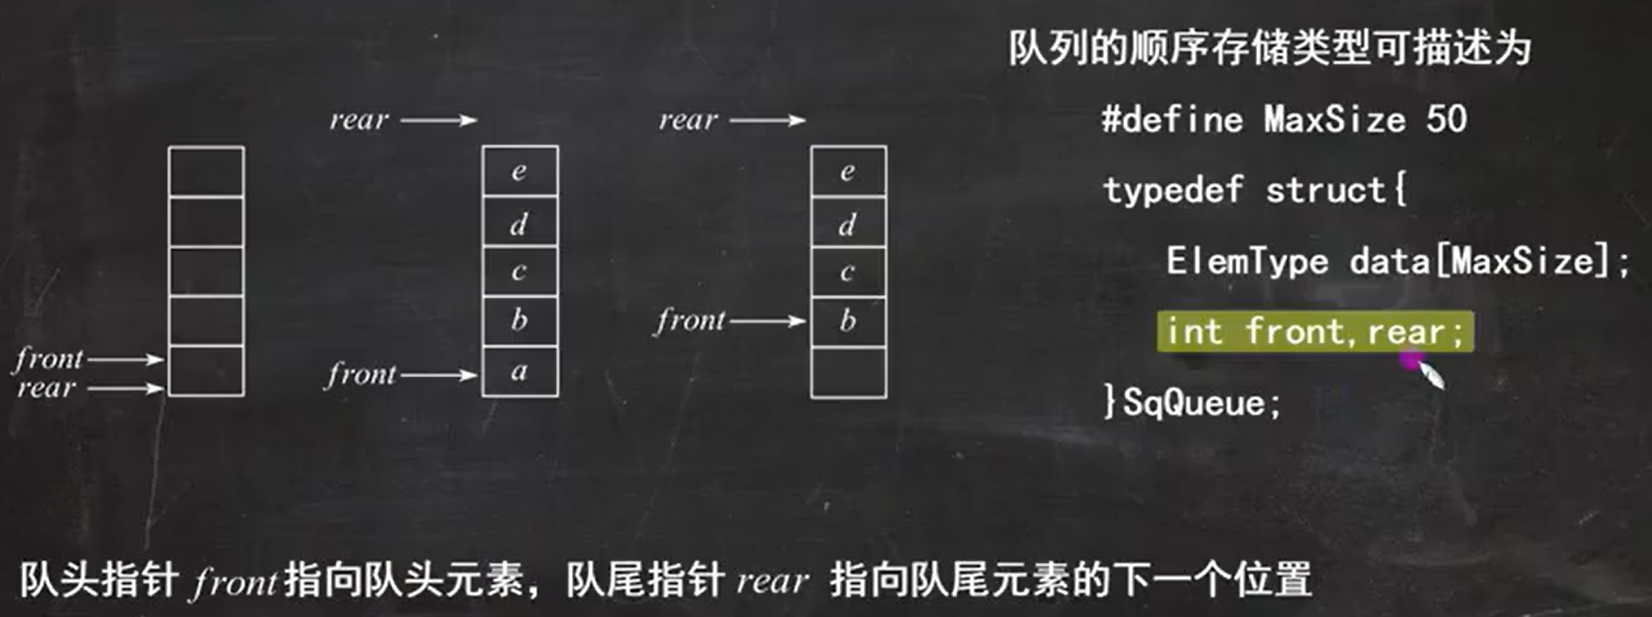 队列的顺序存储类型可描述为
#define MaxSize 50
typedef struct{
ElemType data[MaxSize];
int front,rear;
}SqQueue;
front
rear
rear
e
d
c
b
front
a
rear
e
d
c
front
b
队头指针 front 指向队头元素，队尾指针 rear 指向队尾元素的下一个位置